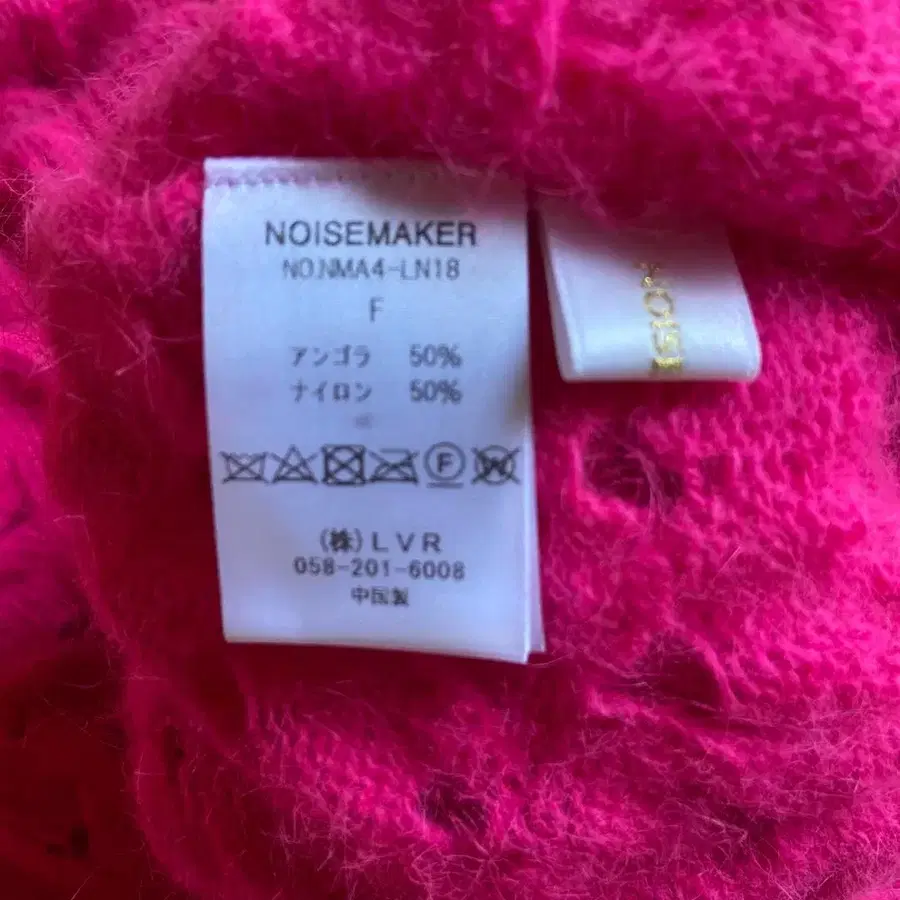 NOISEMAKER
NO.NMA4-LN18
F
アンゴラ 50%
ナイロン 50%
F
W
(株)LVR
058-201-6008
中国製
NOISE